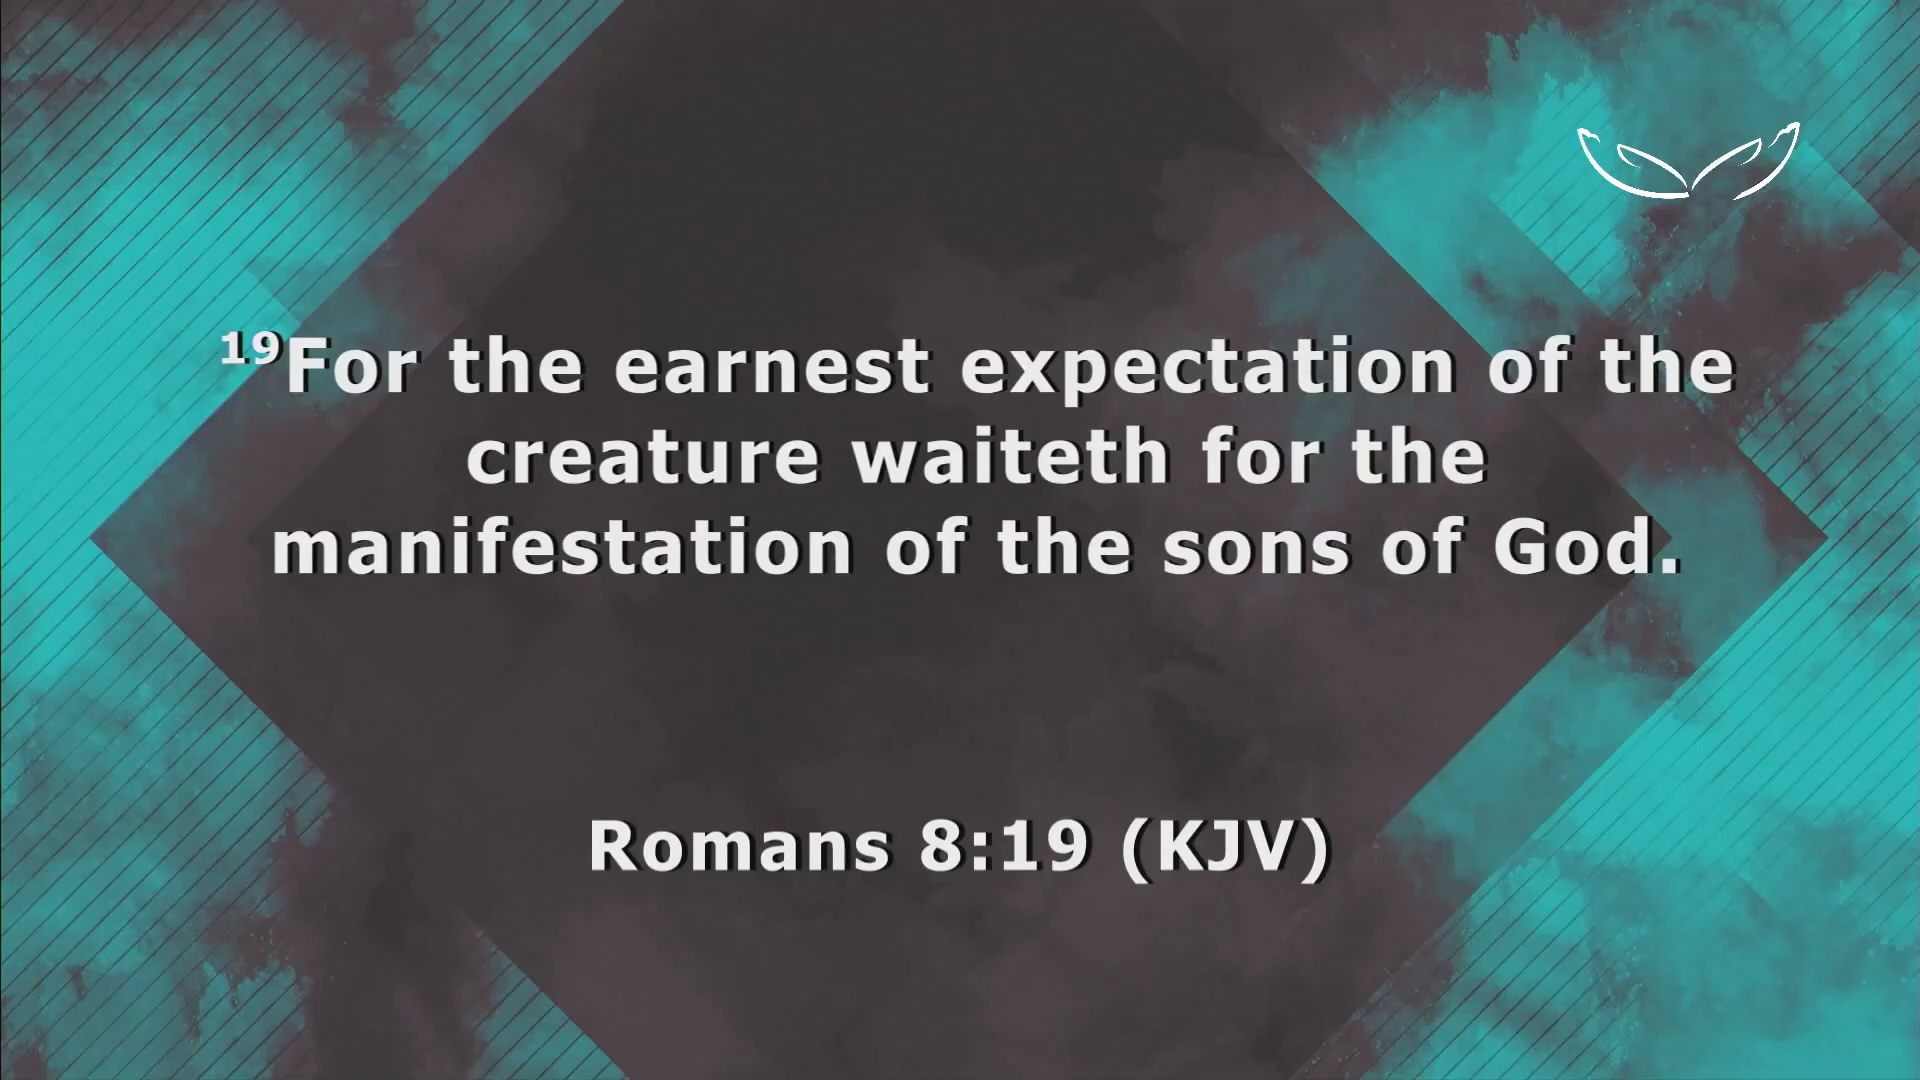 19For the earnest expectation of the
creature waiteth for the
manifestation of the sons of God.
Romans 8:19 (KJV)